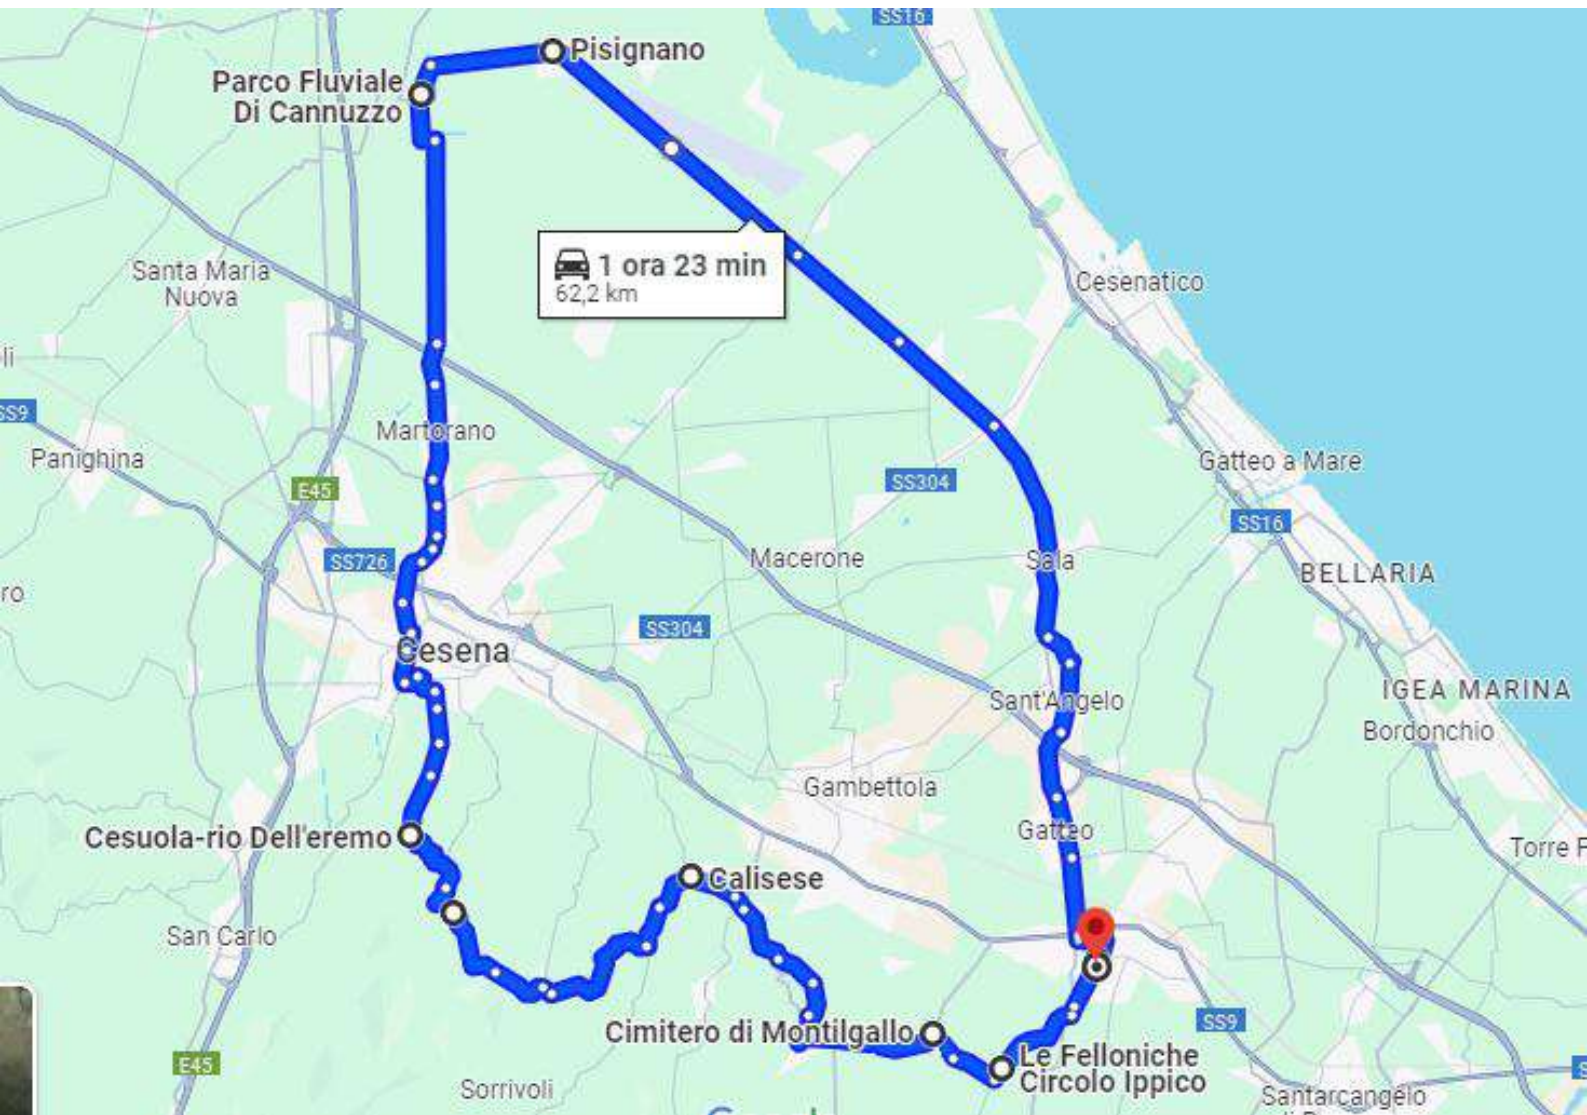 SS16
Pisignano
Parco Fluviale
Di Cannuzzo
1 ora 23 min
62,2 km
Santa Maria
Nuova
Cesenatico
li
SS9
Martorano
Panighina
E45
SS304
Gatteo a Mare
SS16
SS726
Macerone
Sala
BELLARIA
ro
SS304
Cesena
IGEA MARINA
Sant'Angelo
Bordonchio
Gambettola
Gatteo
Cesuola-rio Dell'eremo
Torre F
Calisese
San Carlo
SS9
Cimitero di Montilgallo
Le Felloniche
Circolo Ippico
E45
Sorrivoli
Santarcangelo